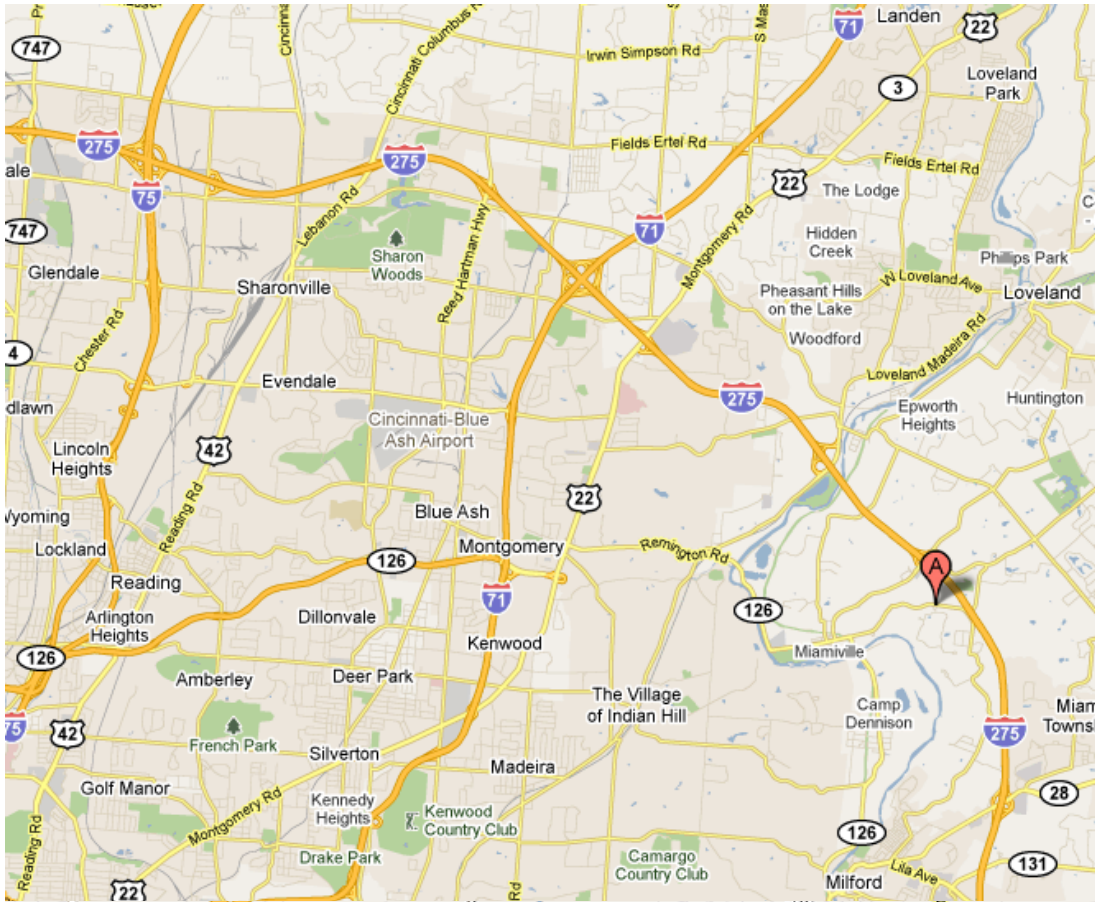 71
Landen
22
747
Cincinnati Columbus Rd
Irwin Simpson Rd
Loveland
Park
3
275
Fields Ertel Rd
275
Fields Ertel Rd
ale
75
22
The Lodge
Lebanon Rd
Reed Hartman Hwy
Montgomery Rd
747
71
Hidden
Creek
Sharon
Woods
Phillips Park
Glendale
W Loveland Ave
Sharonville
Pheasant Hills
on the Lake
Loveland
Woodford
Chester Rd
Loveland Madeira Rd
4
Evendale
275
Epworth
Heights
Huntington
dlawn
Cincinnati-Blue
Ash Airport
Lincoln
Heights
42
22
Reading Rd
Wyoming
Blue Ash
Lockland
126
Montgomery
Remington Rd
A
Reading
71
126
Arlington
Heights
Dillonvale
Kenwood
126
Miamiville
Amberley
Deer Park
The Village
of Indian Hill
Camp
Dennison
Miam
Townsh
75
42
275
French Park
Silverton
Madeira
Golf Manor
28
Kennedy
Heights
Kenwood
Country Club
Montgomery Rd
126
Reading Rd
Drake Park
Camargo
Country Club
131
Lila Ave
22
Rd
Milford